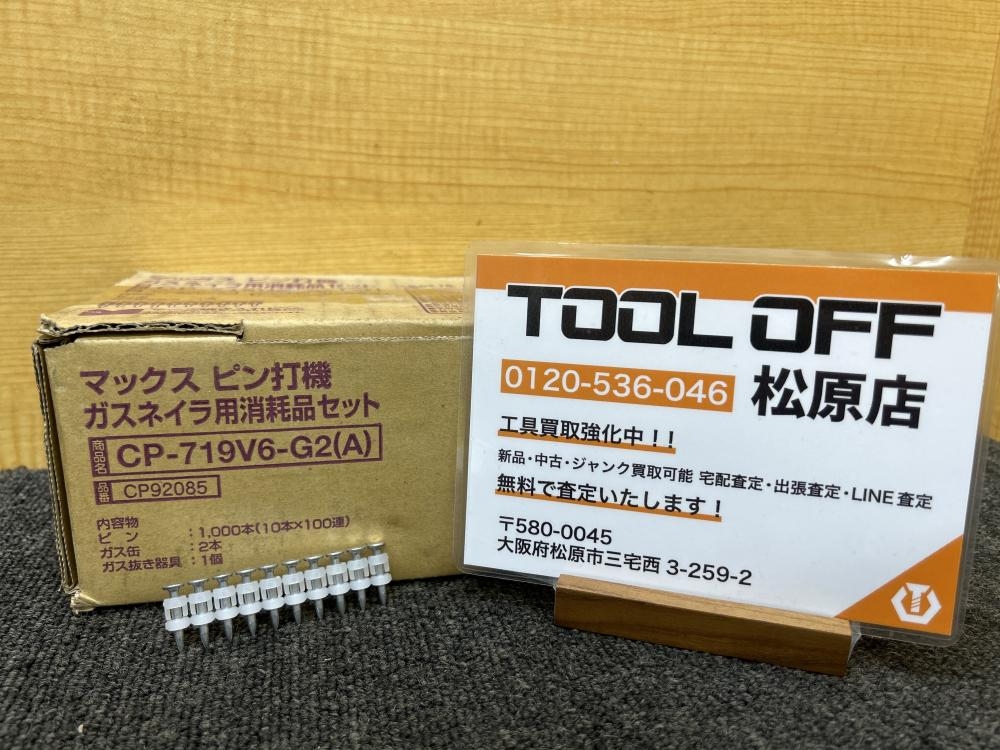 マックス ピン打機
ガスネイラ用消耗品セット
商品名 CP-719V6-G2(A)
品番 CP92085
内容物
ピン : 1,000本(10本×100連)
ガス缶 : 2本
ガス抜き器具 : 1個
TOOL OFF
0120-536-046 松原店
工具買取強化中！！
新品・中古・ジャンク買取可能 宅配査定・出張査定・LINE査定
無料で査定いたします！
〒580-0045
大阪府松原市三宅西 3-259-2